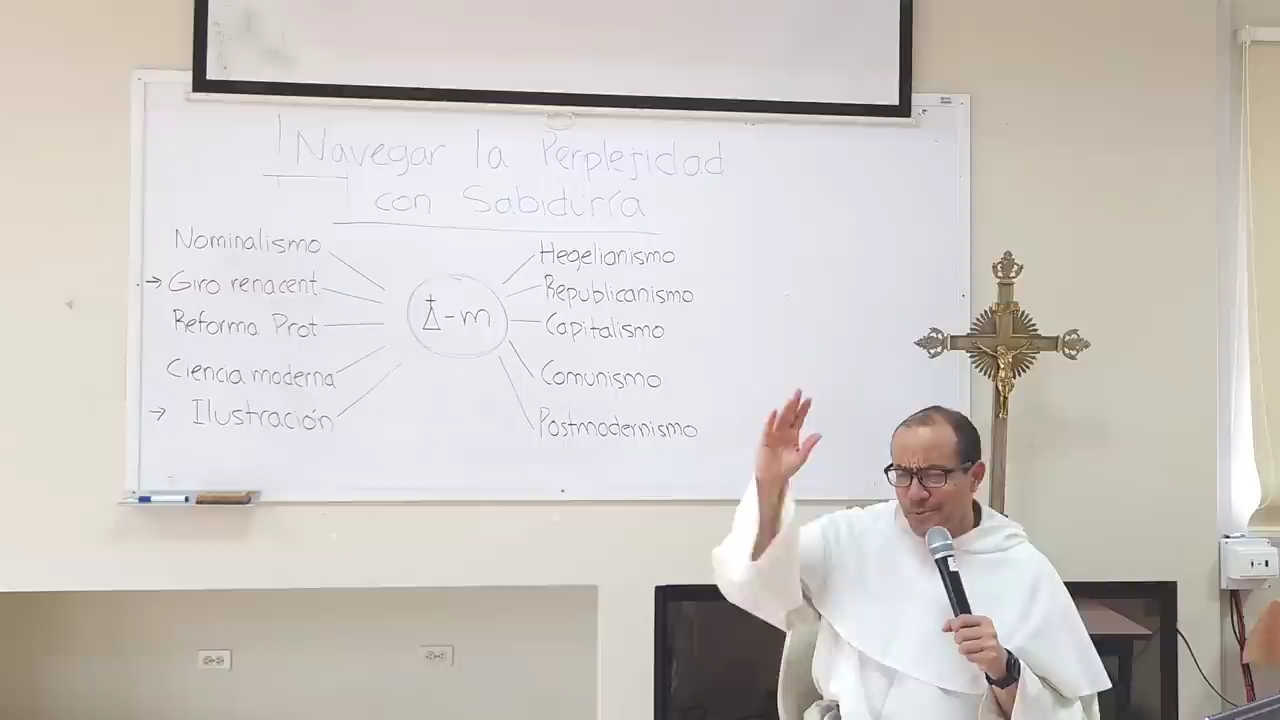 Navegar la Perplejidad
con Sabiduría
Nominalismo
→ Giro renacent
Reforma Prot
Ciencia moderna
→ Ilustración
-m
Hegelianismo
Republicanismo
Capitalismo
Comunismo
Postmodernismo